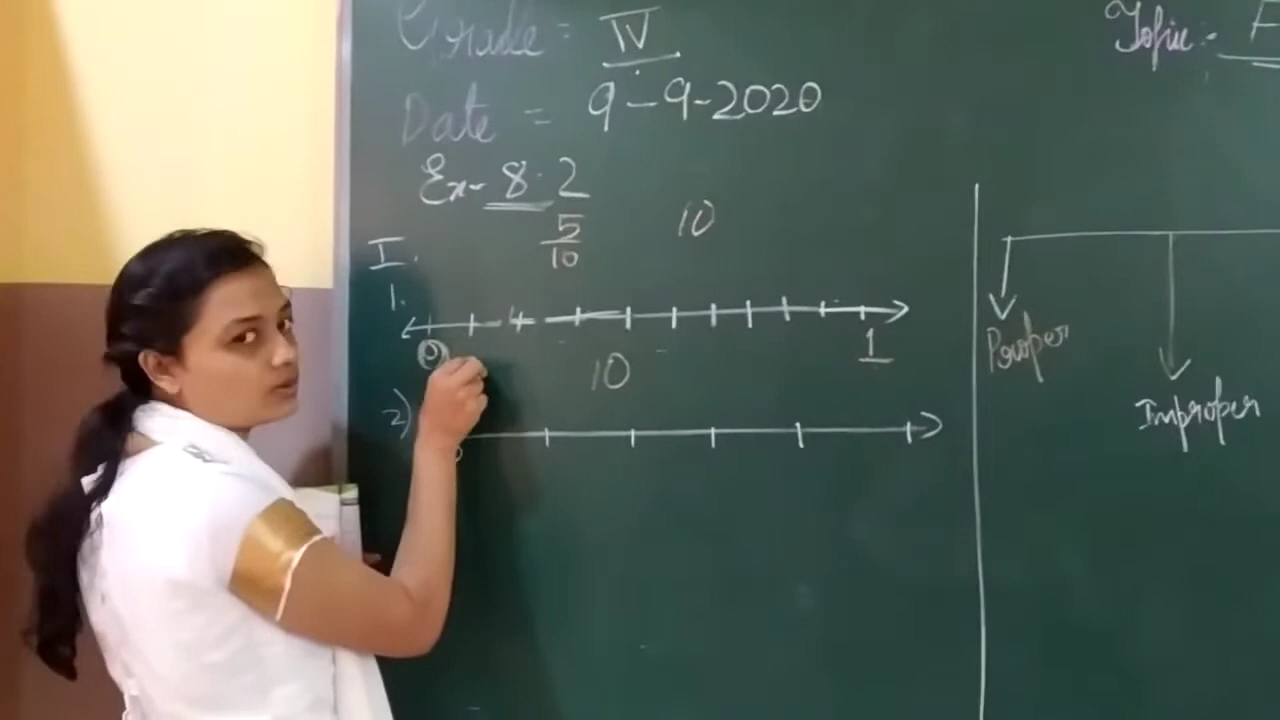 Grade = IV
Date = 9-9-2020
Ex- 8.2
5/10
10
I.
1.
0
1
10
2)
0
Topic:- F
Proper
Improper